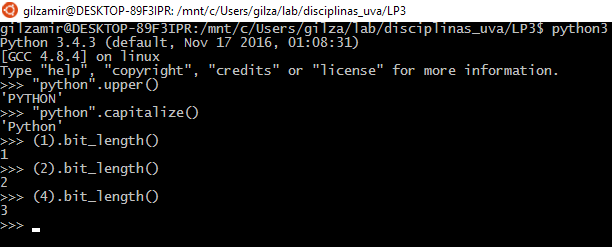 gilzamir@DESKTOP-89F3IPR: /mnt/c/Users/gilza/lab/disciplinas_uva/LP3
gilzamir@DESKTOP-89F3IPR:/mnt/c/Users/gilza/lab/disciplinas_uva/LP3$ python3
Python 3.4.3 (default, Nov 17 2016, 01:08:31)
[GCC 4.8.4] on linux
Type "help", "copyright", "credits" or "license" for more information.
>>> "python".upper()
'PYTHON'
>>> "python".capitalize()
'Python'
>>> (1).bit_length()
1
>>> (2).bit_length()
2
>>> (4).bit_length()
3
>>>